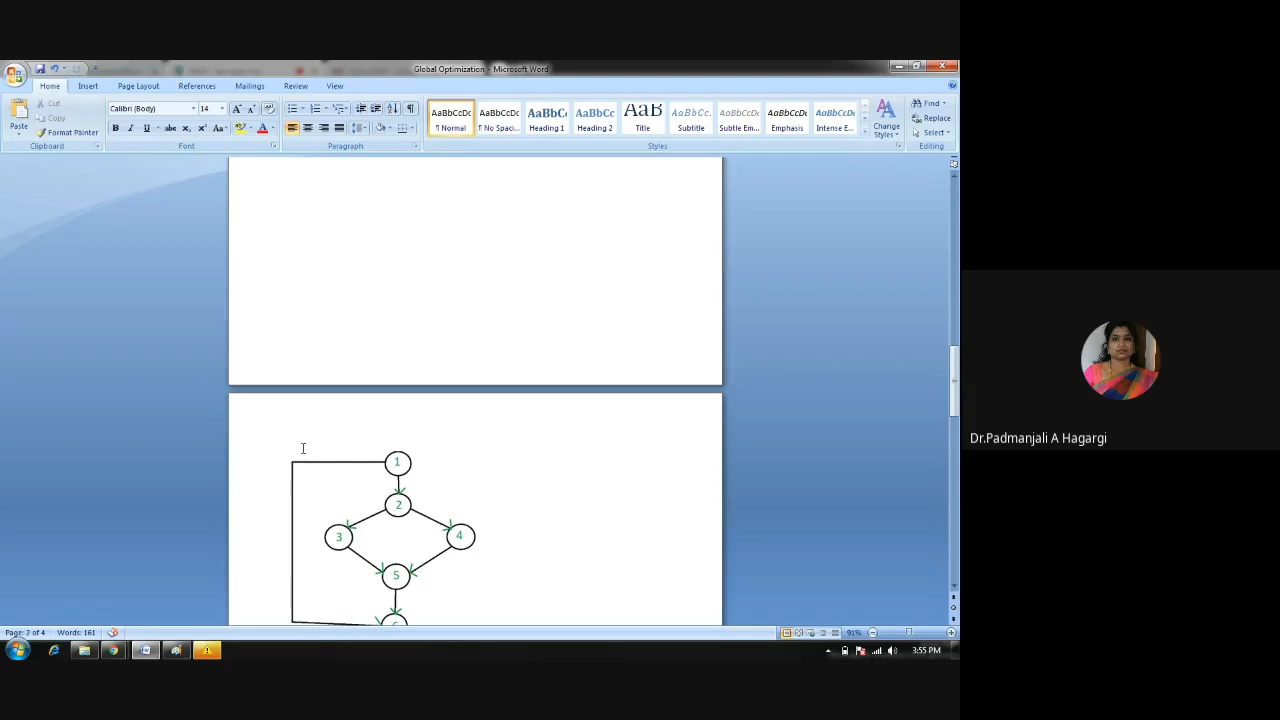 Global Optimization - Microsoft Word
Home Insert Page Layout References Mailings Review View
Paste
Cut
Copy
Format Painter
Clipboard
Calibri (Body) 14
Font
Paragraph
AaBbCcDc AaBbCcDc AaBbC AaBbCc AaB AaBbCc. AaBbCcDc AaBbCcDc AaBbCcDc
¶ Normal ¶ No Spaci... Heading 1 Heading 2 Title Subtitle Subtle Em... Emphasis Intense E...
Change Styles
Styles
Find
Replace
Select
Editing
1
2
3 4
5
Dr.Padmanjali A Hagargi
Page: 2 of 4 Words: 161 91%
3:55 PM